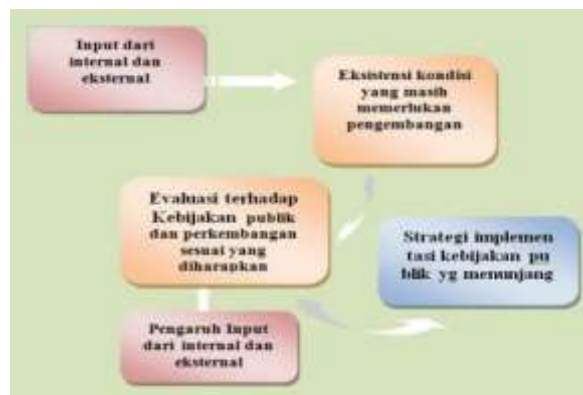 Input dari
internal dan
eksternal
Eksistensi kondisi
yang masih
memerlukan
pengembangan
Evaluasi terhadap
Kebijakan publik
dan perkembangan
sesuai yang
diharapkan
Strategi implemen
tasi kebijakan pu
blik yg menunjang
Pengaruh Input
dari internal dan
eksternal